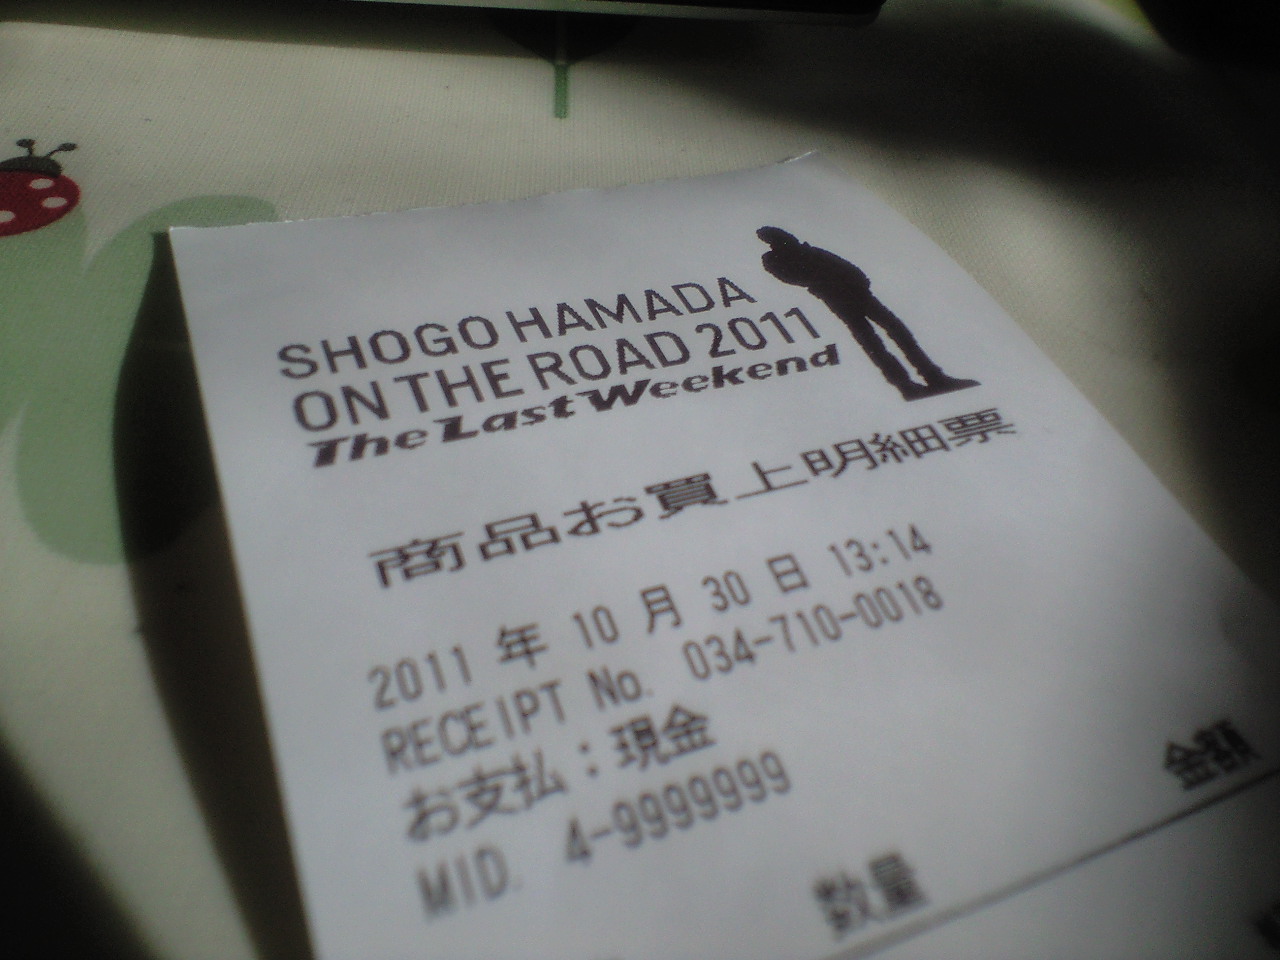 SHOGO HAMADA
ON THE ROAD 2011
The Last Weekend
商品お買上明細票
2011 年 10 月 30 日 13:14
RECEIPT No. 034-710-0018
お支払：現金
MID. 4-9999999
数量 金額